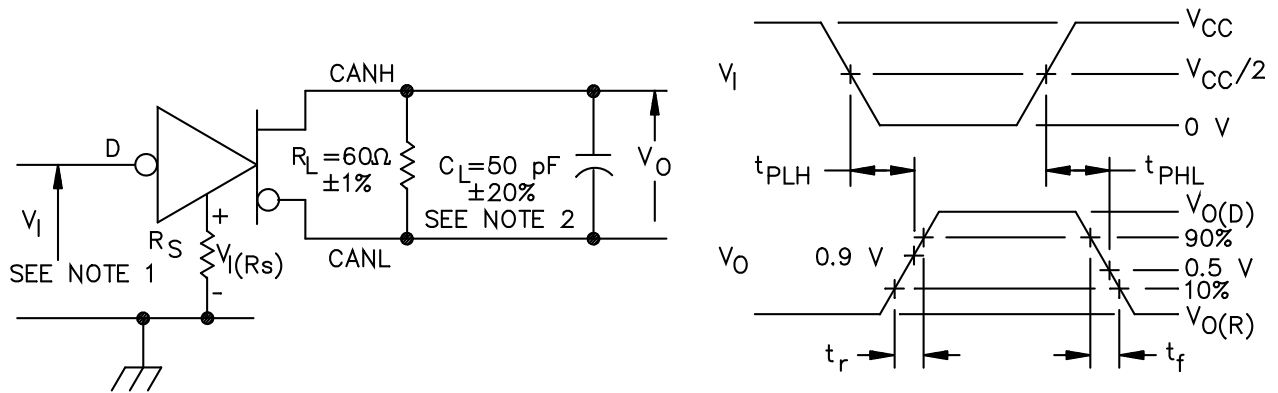 CANH
D
R_L=60Ω
±1%
C_L=50 pF
±20%
SEE NOTE 2
V_O
V_I
SEE NOTE 1
R_S
+
V_I(Rs)
-
CANL
V_I
V_CC
V_CC/2
0 V
t_PLH
t_PHL
V_O
0.9 V
V_O(D)
90%
0.5 V
10%
V_O(R)
t_r
t_f